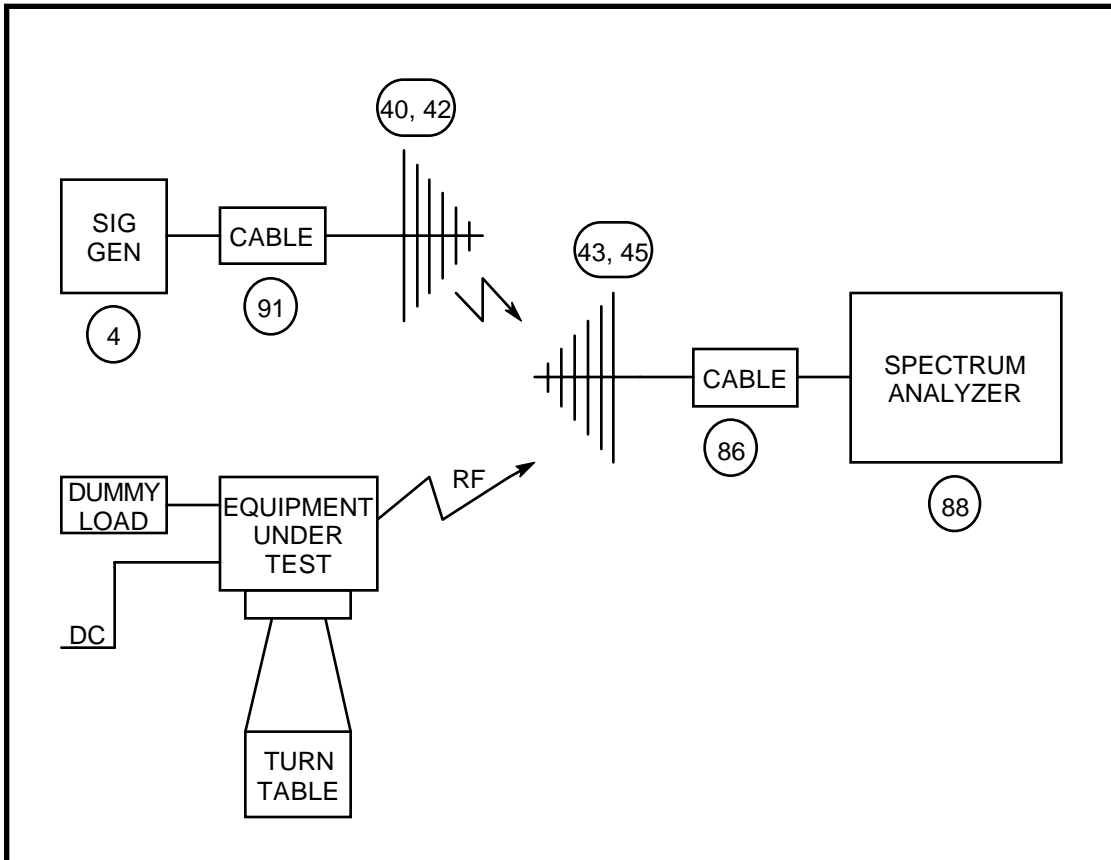 40, 42
SIG
GEN
CABLE
4
91
43, 45
CABLE
SPECTRUM
ANALYZER
86
88
DUMMY
LOAD
EQUIPMENT
UNDER
TEST
RF
DC
TURN
TABLE